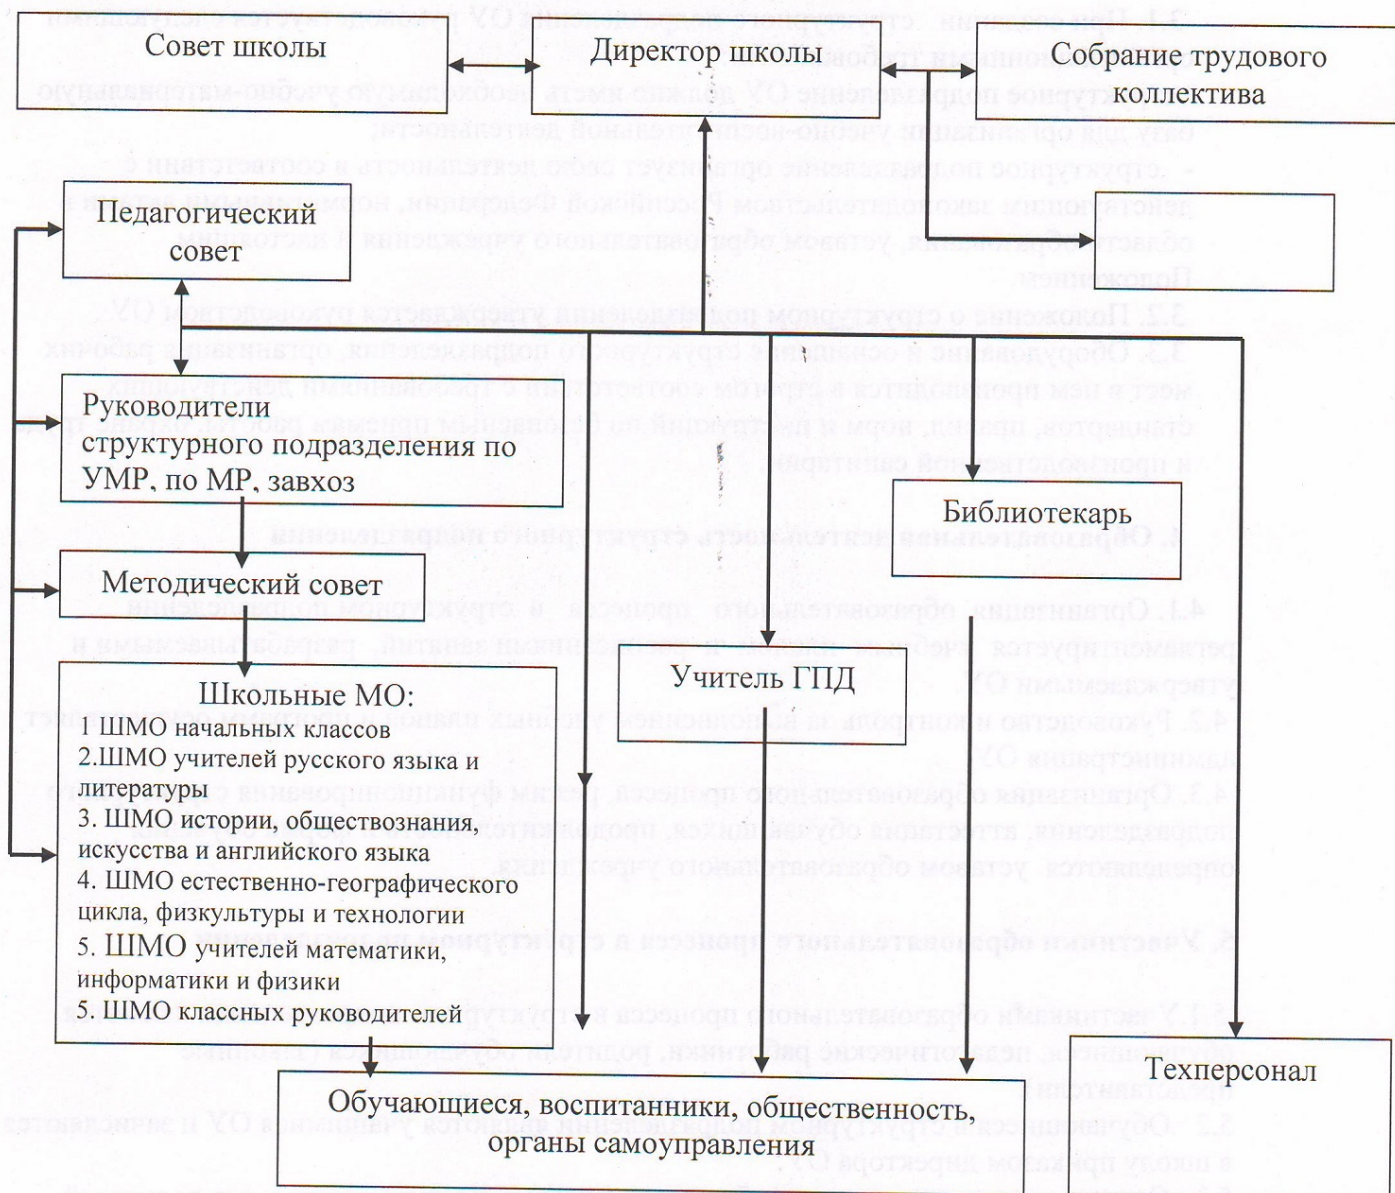 Совет школы
Директор школы
Собрание трудового
коллектива
Педагогический
совет
Руководители
структурного подразделения по
УМР, по МР, завхоз
Библиотекарь
Методический совет
Учитель ГПД
Школьные МО:
1 ШМО начальных классов
2.ШМО учителей русского языка и
литературы
3. ШМО истории, обществознания,
искусства и английского языка
4. ШМО естественно-географического
цикла, физкультуры и технологии
5. ШМО учителей математики,
информатики и физики
5. ШМО классных руководителей
Техперсонал
Обучающиеся, воспитанники, общественность,
органы самоуправления